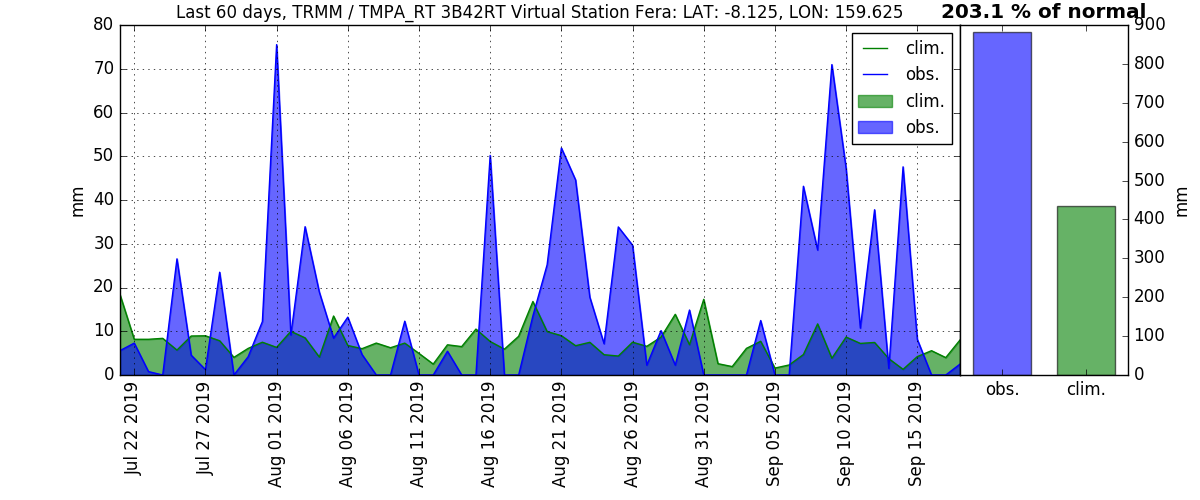 Last 60 days, TRMM / TMPA_RT 3B42RT Virtual Station Fera: LAT: -8.125, LON: 159.625
203.1 % of normal
80
70
60
50
40
30
20
10
0
mm
clim.
obs.
clim.
obs.
Jul 22 2019
Jul 27 2019
Aug 01 2019
Aug 06 2019
Aug 11 2019
Aug 16 2019
Aug 21 2019
Aug 26 2019
Aug 31 2019
Sep 05 2019
Sep 10 2019
Sep 15 2019
900
800
700
600
500
400
300
200
100
0
mm
obs.
clim.